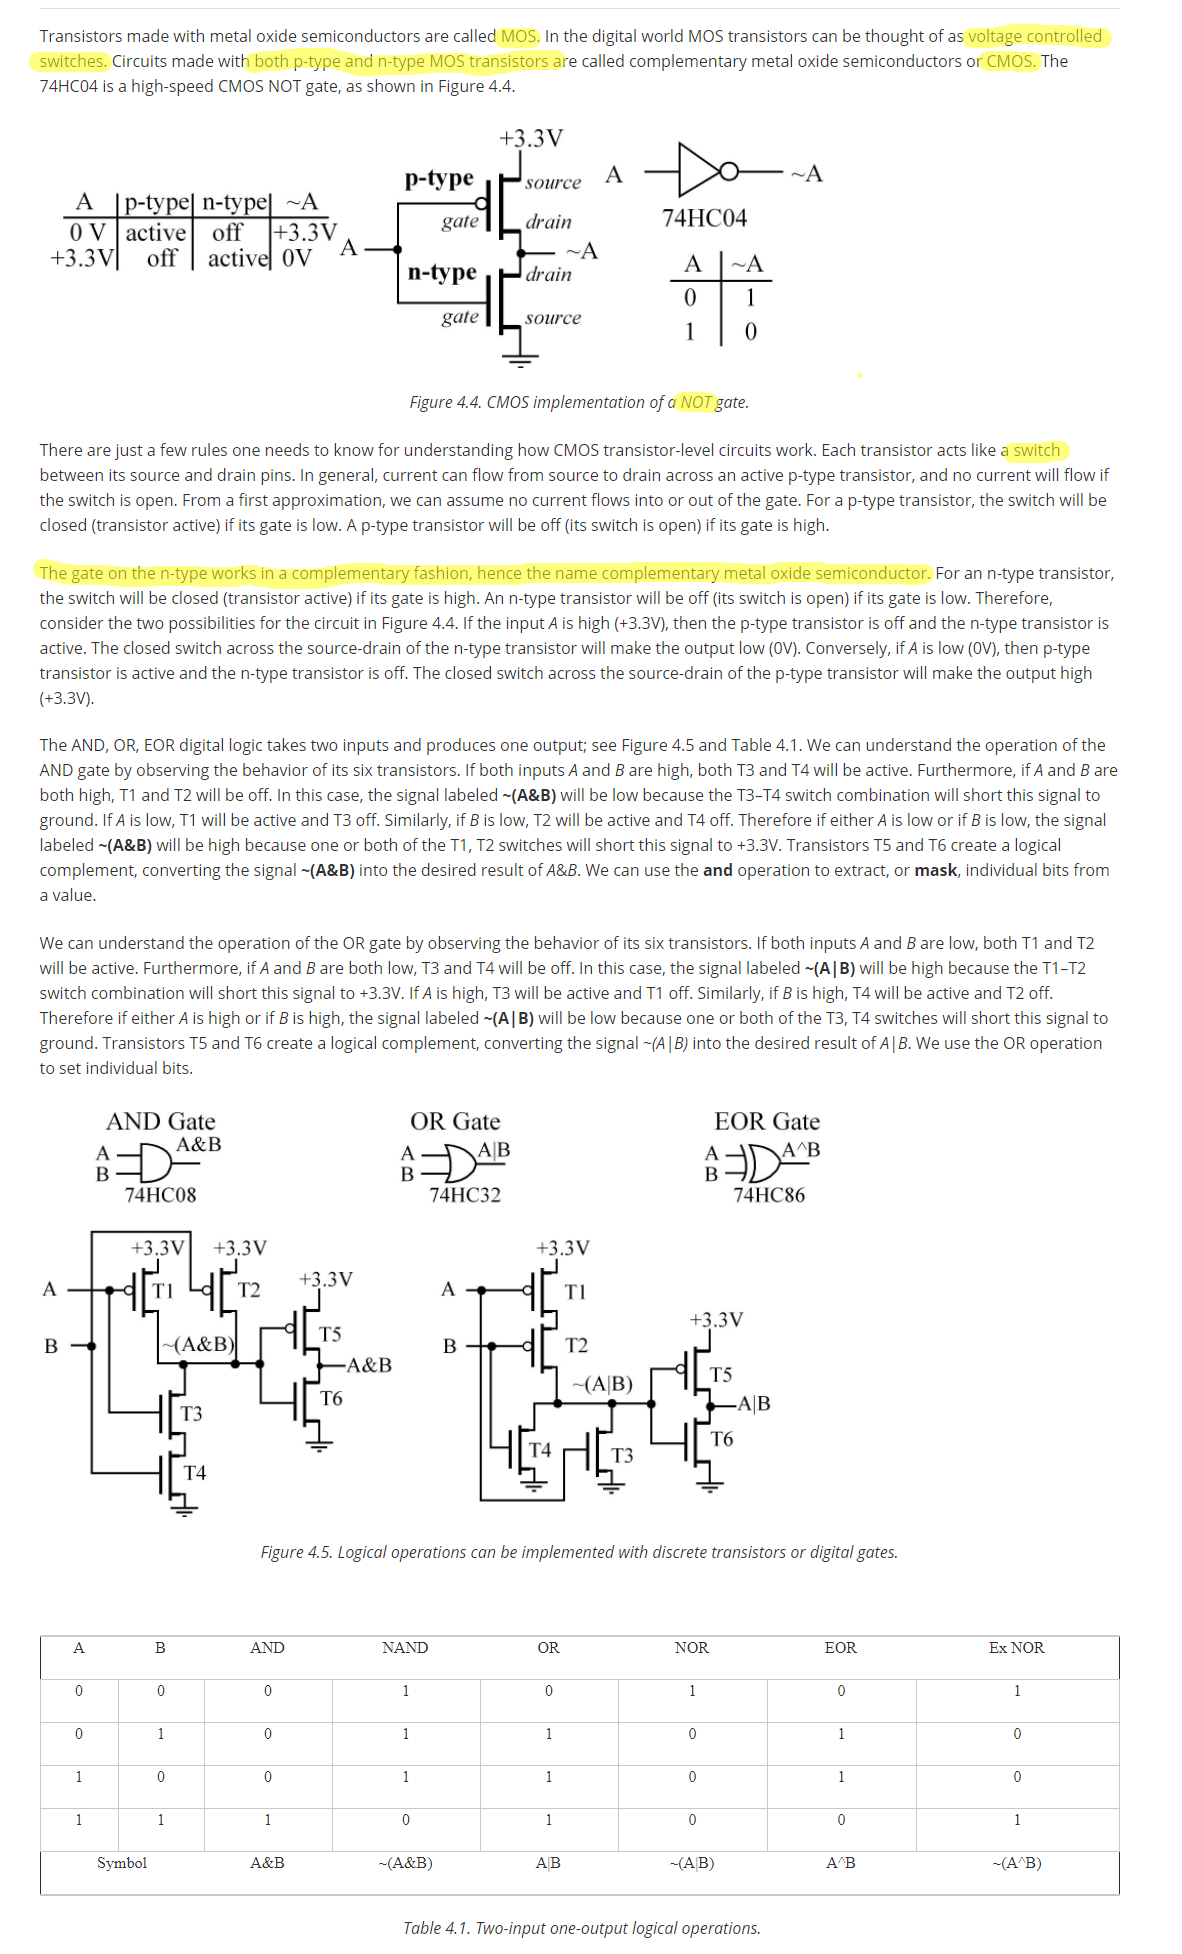 Transistors made with metal oxide semiconductors are called MOS. In the digital world MOS transistors can be thought of as voltage controlled
switches. Circuits made with both p-type and n-type MOS transistors are called complementary metal oxide semiconductors or CMOS. The
74HC04 is a high-speed CMOS NOT gate, as shown in Figure 4.4.
A p-type n-type ~A
0 V active off +3.3V
+3.3V off active 0V
+3.3V
p-type
source
gate
drain
A
~A
n-type
drain
gate
source
A ~A
74HC04
A ~A
0 1
1 0
Figure 4.4. CMOS implementation of a NOT gate.
There are just a few rules one needs to know for understanding how CMOS transistor-level circuits work. Each transistor acts like a switch
between its source and drain pins. In general, current can flow from source to drain across an active p-type transistor, and no current will flow if
the switch is open. From a first approximation, we can assume no current flows into or out of the gate. For a p-type transistor, the switch will be
closed (transistor active) if its gate is low. A p-type transistor will be off (its switch is open) if its gate is high.
The gate on the n-type works in a complementary fashion, hence the name complementary metal oxide semiconductor. For an n-type transistor,
the switch will be closed (transistor active) if its gate is high. An n-type transistor will be off (its switch is open) if its gate is low. Therefore,
consider the two possibilities for the circuit in Figure 4.4. If the input A is high (+3.3V), then the p-type transistor is off and the n-type transistor is
active. The closed switch across the source-drain of the n-type transistor will make the output low (0V). Conversely, if A is low (0V), then p-type
transistor is active and the n-type transistor is off. The closed switch across the source-drain of the p-type transistor will make the output high
(+3.3V).
The AND, OR, EOR digital logic takes two inputs and produces one output; see Figure 4.5 and Table 4.1. We can understand the operation of the
AND gate by observing the behavior of its six transistors. If both inputs A and B are high, both T3 and T4 will be active. Furthermore, if A and B are
both high, T1 and T2 will be off. In this case, the signal labeled ~(A&B) will be low because the T3–T4 switch combination will short this signal to
ground. If A is low, T1 will be active and T3 off. Similarly, if B is low, T2 will be active and T4 off. Therefore if either A is low or if B is low, the signal
labeled ~(A&B) will be high because one or both of the T1, T2 switches will short this signal to +3.3V. Transistors T5 and T6 create a logical
complement, converting the signal ~(A&B) into the desired result of A&B. We can use the and operation to extract, or mask, individual bits from
a value.
We can understand the operation of the OR gate by observing the behavior of its six transistors. If both inputs A and B are low, both T1 and T2
will be active. Furthermore, if A and B are both low, T3 and T4 will be off. In this case, the signal labeled ~(A|B) will be high because the T1–T2
switch combination will short this signal to +3.3V. If A is high, T3 will be active and T1 off. Similarly, if B is high, T4 will be active and T2 off.
Therefore if either A is high or if B is high, the signal labeled ~(A|B) will be low because one or both of the T3, T4 switches will short this signal to
ground. Transistors T5 and T6 create a logical complement, converting the signal ~(A|B) into the desired result of A|B. We use the OR operation
to set individual bits.
AND Gate
A
B
A&B
74HC08
+3.3V +3.3V
+3.3V
A
T1
T2
B
~(A&B)
T5
A&B
T6
T3
T4
OR Gate
A
B
A|B
74HC32
+3.3V
A
T1
+3.3V
B
T2
T5
~(A|B)
A|B
T6
T4
T3
EOR Gate
A
B
A^B
74HC86
Figure 4.5. Logical operations can be implemented with discrete transistors or digital gates.
A B AND NAND OR NOR EOR Ex NOR
0 0 0 1 0 1 0 1
0 1 0 1 1 0 1 0
1 0 0 1 1 0 1 0
1 1 1 0 1 0 0 1
Symbol A&B ~(A&B) A|B ~(A|B) A^B ~(A^B)
Table 4.1. Two-input one-output logical operations.